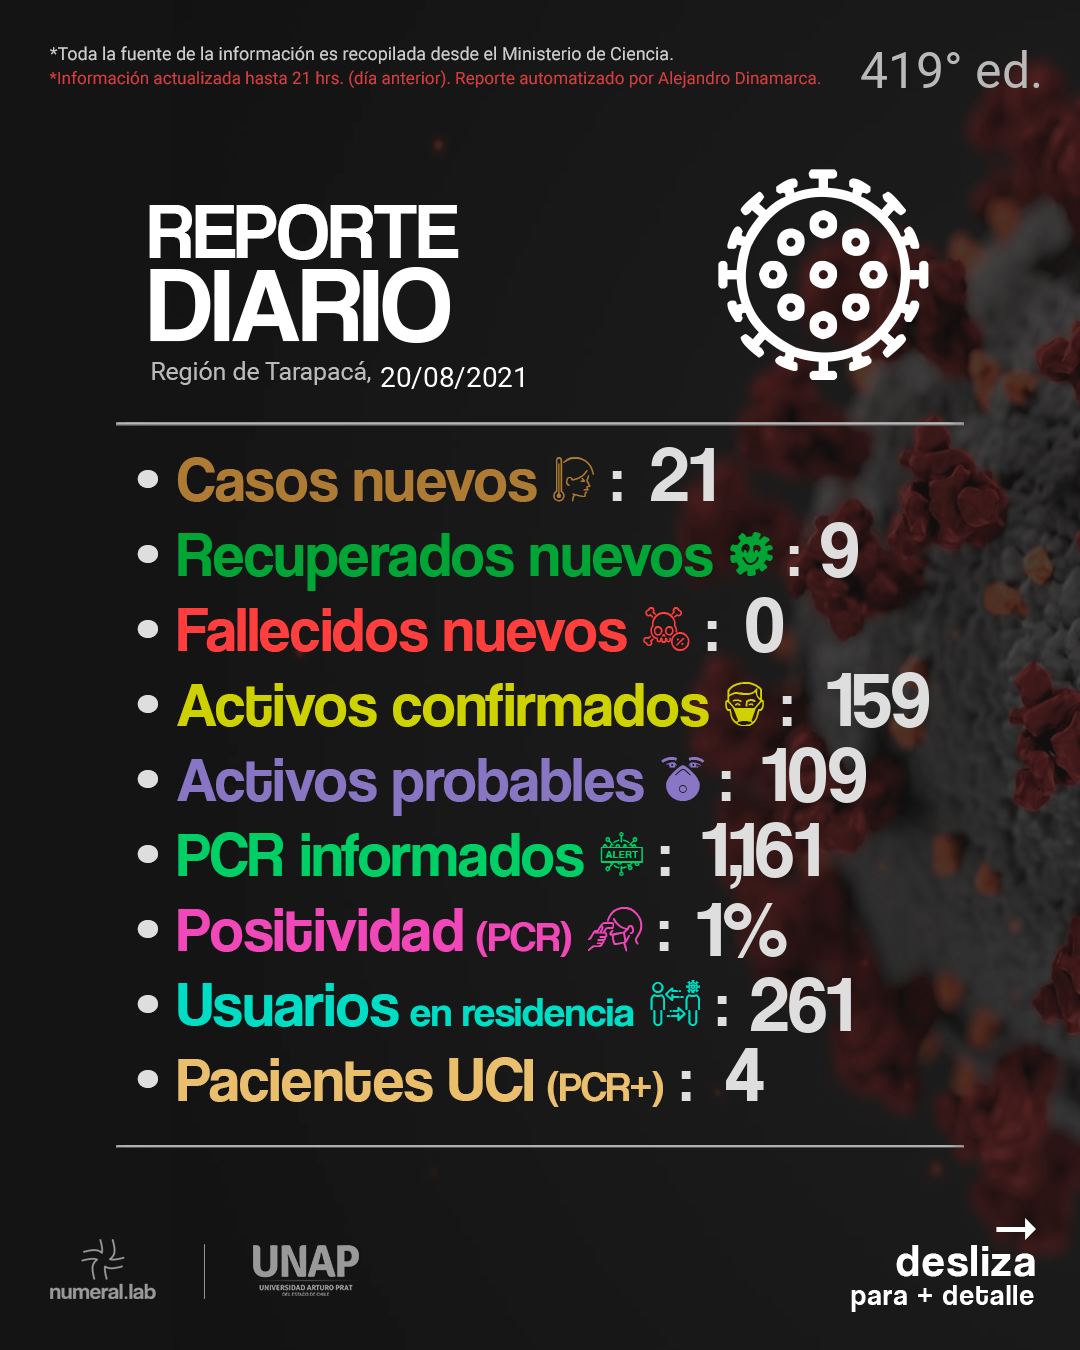 *Toda la fuente de la información es recopilada desde el Ministerio de Ciencia.
*Información actualizada hasta 21 hrs. (día anterior). Reporte automatizado por Alejandro Dinamarca.
419° ed.
REPORTE
DIARIO
Región de Tarapacá, 20/08/2021
• Casos nuevos : 21
• Recuperados nuevos : 9
• Fallecidos nuevos : 0
• Activos confirmados : 159
• Activos probables : 109
• PCR informados ALERT : 1,161
• Positividad (PCR) : 1%
• Usuarios en residencia : 261
• Pacientes UCI (PCR+) : 4
numeral.lab
UNAP
UNIVERSIDAD ARTURO PRAT
DEL ESTADO DE CHILE
desliza
para + detalle